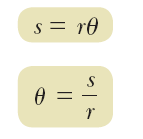 s = rθ
θ = s/r